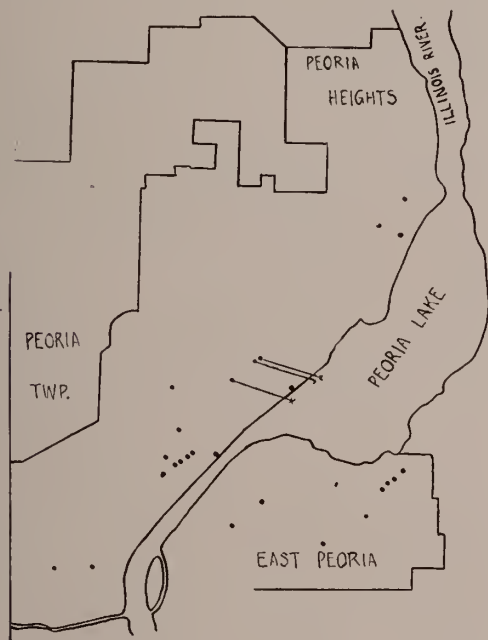 PEORIA
HEIGHTS
ILLINOIS RIVER.
PEORIA LAKE
PEORIA
TWP.
EAST PEORIA